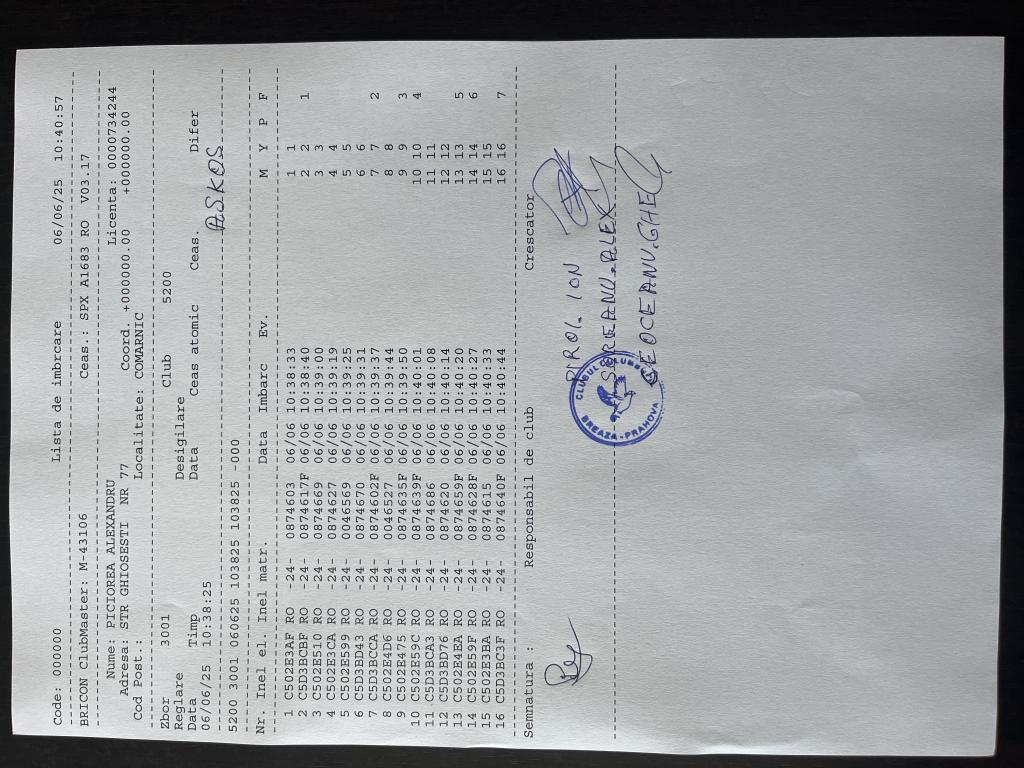 Code: 000000 Lista de imbrcare 06/06/25 10:40:57
BRICON ClubMaster: M-43106 Ceas.: SPX A1683 RO V03.17
Nume: PICIOREA ALEXANDRU Licenta: 0000734244
Adresa: STR GHIOSESTI NR 77 Coord. +000000.00 +000000.00
Cod Post.: Localitate: COMARNIC
Zbor 3001 Club 5200
Reglare Desigilare
Data Timp Data Ceas atomic Ceas. Difer
06/06/25 10:38:25 ASKOS
5200 3001 060625 103825 103825 -000
Nr. Inel el. Inel matr. Data Imbarc Ev. M Y P F
1 C502E3AF RO -24- 0874603 06/06 10:38:33 1 1
2 C5D3BCBF RO -24- 0874617F 06/06 10:38:40 2 2 1
3 C502E510 RO -24- 0874669 06/06 10:39:00 3 3
4 C502E3CA RO -24- 0874627 06/06 10:39:19 4 4
5 C502E599 RO -24- 0046569 06/06 10:39:25 5 5
6 C5D3BD43 RO -24- 0874670 06/06 10:39:31 6 6
7 C5D3BCCA RO -24- 0874602F 06/06 10:39:37 7 7 2
8 C502E4D6 RO -24- 0046527 06/06 10:39:44 8 8
9 C502E475 RO -24- 0874635F 06/06 10:39:50 9 9 3
10 C502E59C RO -24- 0874639F 06/06 10:40:01 10 10 4
11 C5D3BCA3 RO -24- 0874686 06/06 10:40:08 11 11
12 C5D3BD76 RO -24- 0874620 06/06 10:40:14 12 12
13 C502E4EA RO -24- 0874659F 06/06 10:40:20 13 13 5
14 C502E59F RO -24- 0874628F 06/06 10:40:27 14 14 6
15 C502E3BA RO -24- 0874615 06/06 10:40:33 15 15
16 C5D3BC3F RO -24- 0874640F 06/06 10:40:44 16 16 7
Semnatura : Responsabil de club Crescator
ION
CLUBUL COLUMB
BREAZA-PRAHOVA